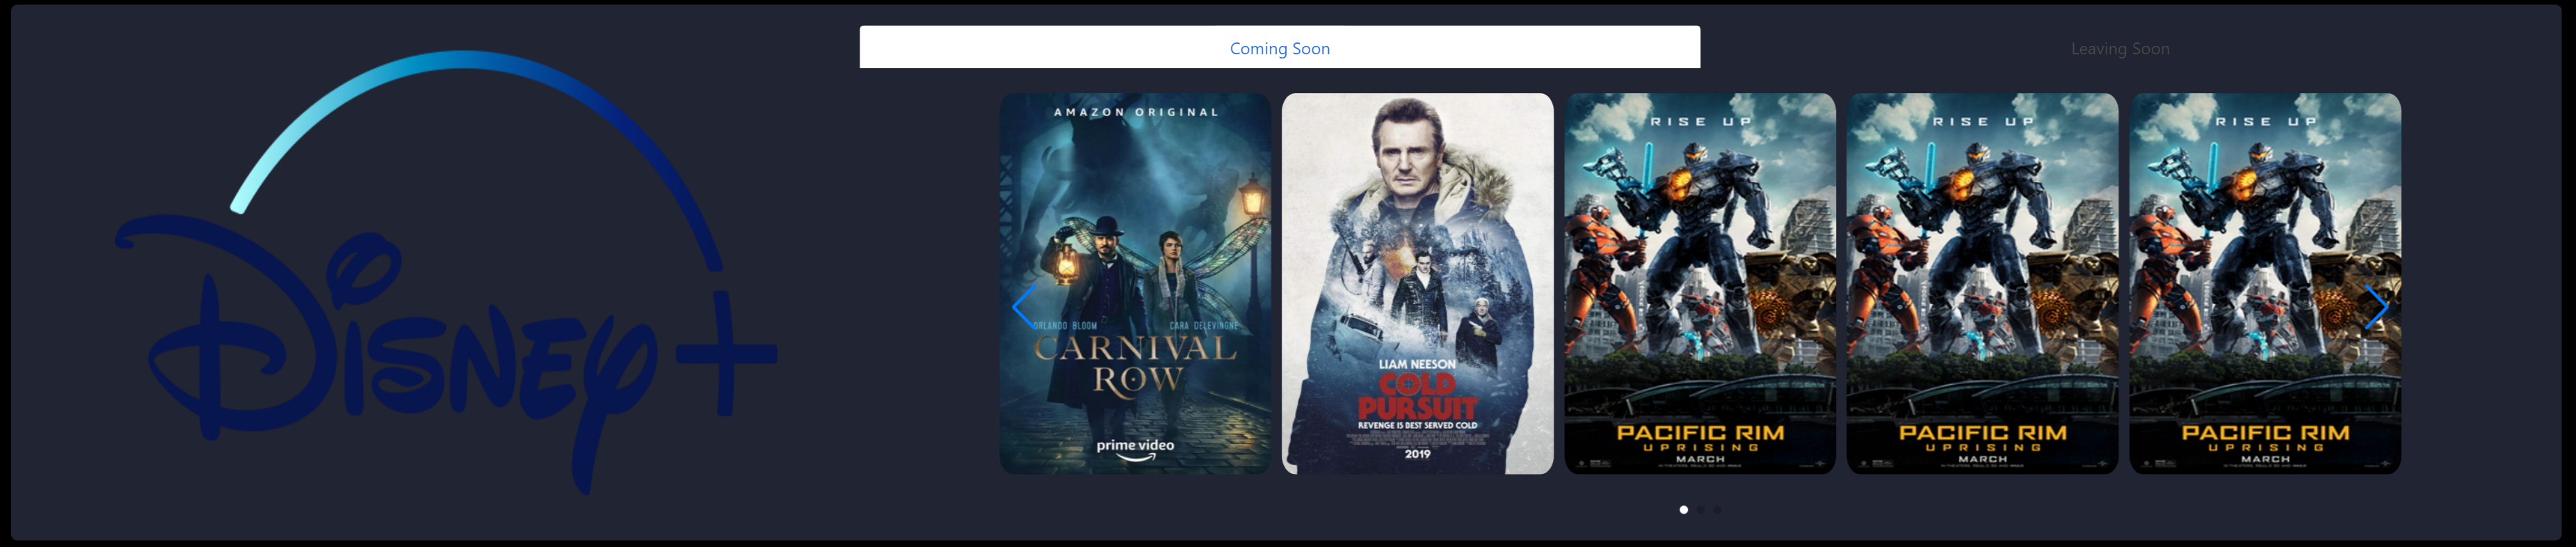 Disney+
Coming Soon
Leaving Soon
AMAZON ORIGINAL
ORLANDO BLOOM CARA DELEVINGNE
CARNIVAL
ROW
prime video
LIAM NEESON
COLD
PURSUIT
REVENGE IS BEST SERVED COLD
2019
RISE UP
PACIFIC RIM
UPRISING
MARCH
RISE UP
PACIFIC RIM
UPRISING
MARCH
RISE UP
PACIFIC RIM
UPRISING
MARCH